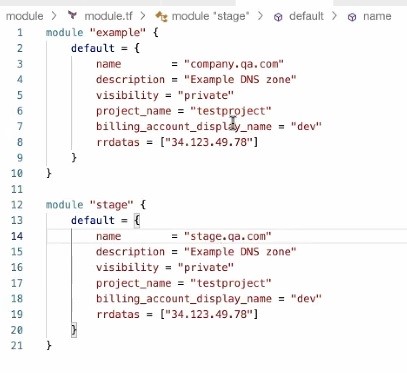 module > module.tf > module "stage" > default > name
1 module "example" {
2 default = {
3 name = "company.qa.com"
4 description = "Example DNS zone"
5 visibility = "private"
6 project_name = "testproject"
7 billing_account_display_name = "dev"
8 rrdatas = ["34.123.49.78"]
9 }
10 }
11
12 module "stage" {
13 default = {
14 name = "stage.qa.com"
15 description = "Example DNS zone"
16 visibility = "private"
17 project_name = "testproject"
18 billing_account_display_name = "dev"
19 rrdatas = ["34.123.49.78"]
20 }
21 }